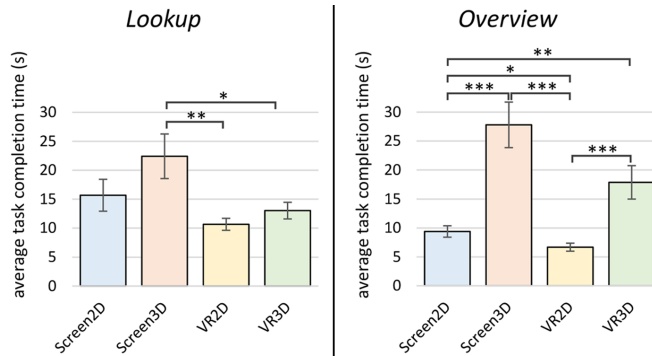 Lookup
average task completion time (s)
*
**
30
25
20
15
10
5
0
Screen2D
Screen3D
VR2D
VR3D
Overview
average task completion time (s)
**
*
*** ***
***
30
25
20
15
10
5
0
Screen2D
Screen3D
VR2D
VR3D